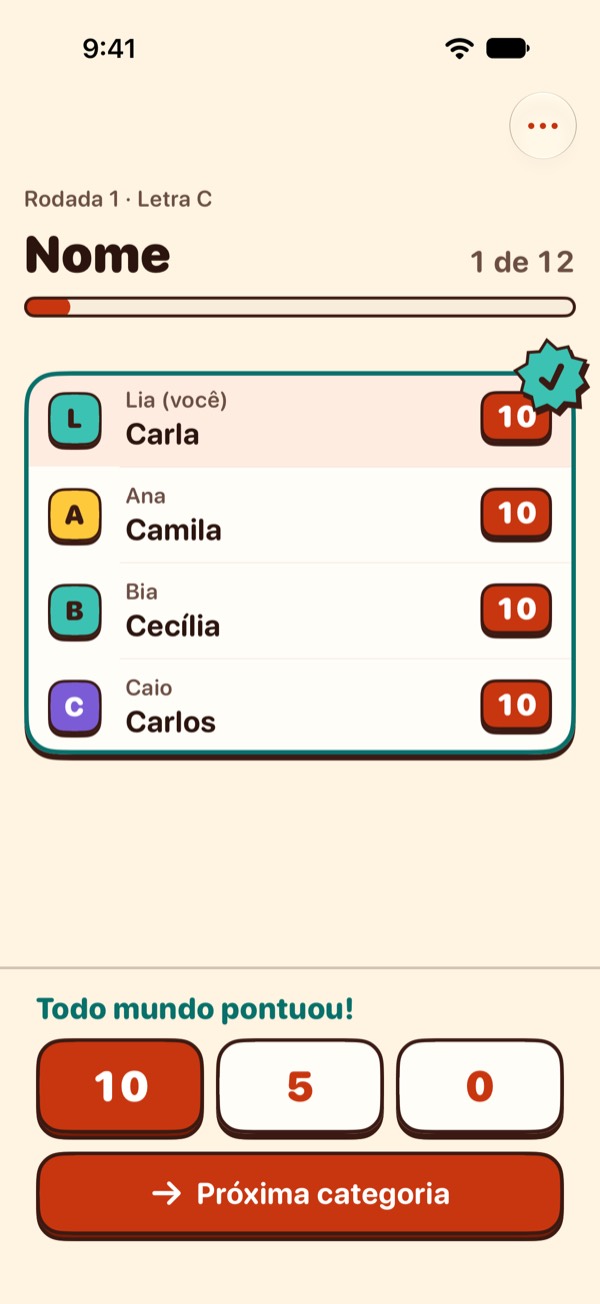 9:41
Rodada 1 · Letra C
Nome
1 de 12
L
Lia (você)
Carla
10
A
Ana
Camila
10
B
Bia
Cecília
10
C
Caio
Carlos
10
Todo mundo pontuou!
10
5
0
→ Próxima categoria